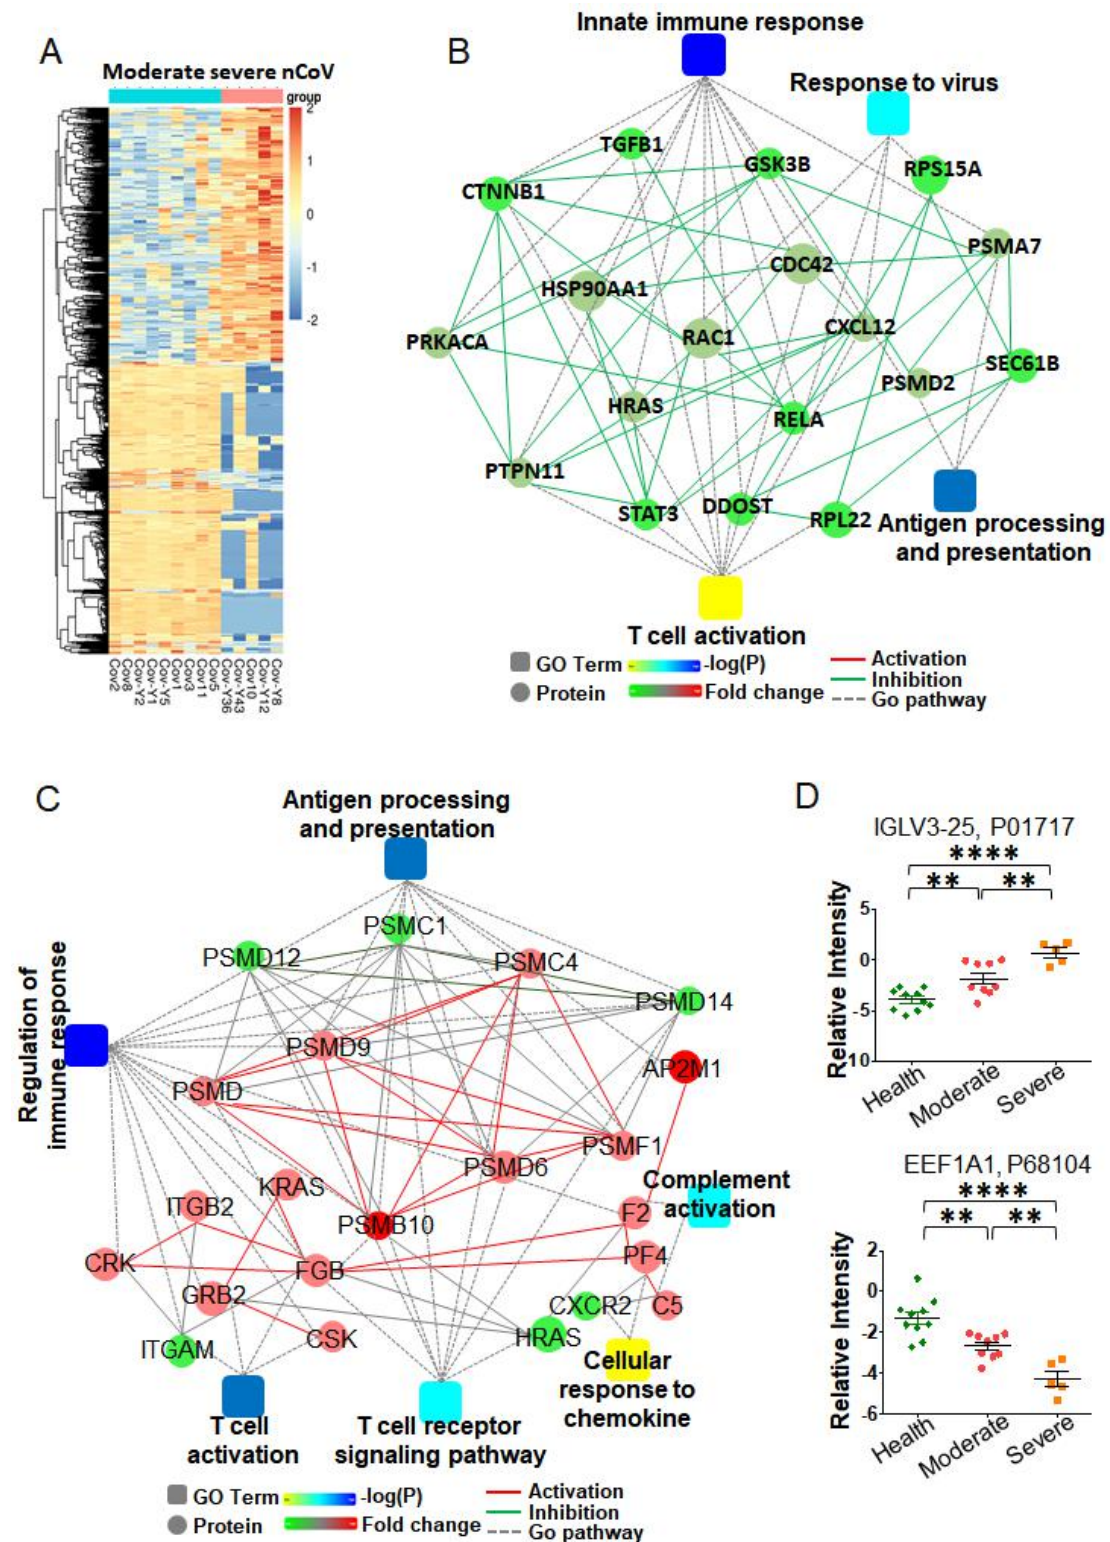 A
Moderate severe nCoV
group
2
1
0
-1
-2
Cov2
Cov8
Cov-Y2
Cov-Y1
Cov-Y5
Cov1
Cov3
Cov11
Cov5
Cov-Y36
Cov-Y43
Cov10
Cov-Y12
Cov-Y8
B
Innate immune response
Response to virus
TGFB1
GSK3B
RPS15A
CTNNB1
PSMA7
CDC42
HSP90AA1
CXCL12
RAC1
PRKACA
SEC61B
PSMD2
HRAS
RELA
PTPN11
STAT3
DDOST
RPL22
Antigen processing
and presentation
T cell activation
GO Term
-log(P)
Activation
Inhibition
Protein
Fold change
Go pathway
C
Antigen processing
and presentation
Regulation of
immune response
PSMC1
PSMD12
PSMC4
PSMD14
PSMD9
AP2M1
PSMD
PSMF1
PSMD6
Complement
activation
KRAS
ITGB2
PSMB10
F2
PF4
CRK
FGB
GRB2
CXCR2
C5
CSK
HRAS
ITGAM
Cellular
response to
chemokine
T cell
activation
T cell receptor
signaling pathway
GO Term
-log(P)
Activation
Inhibition
Protein
Fold change
Go pathway
D
IGLV3-25, P01717
****
**
**
Relative Intensity
5
0
-5
-10
Health
Moderate
Severe
EEF1A1, P68104
****
**
**
Relative Intensity
2
0
-2
-4
-6
Health
Moderate
Severe